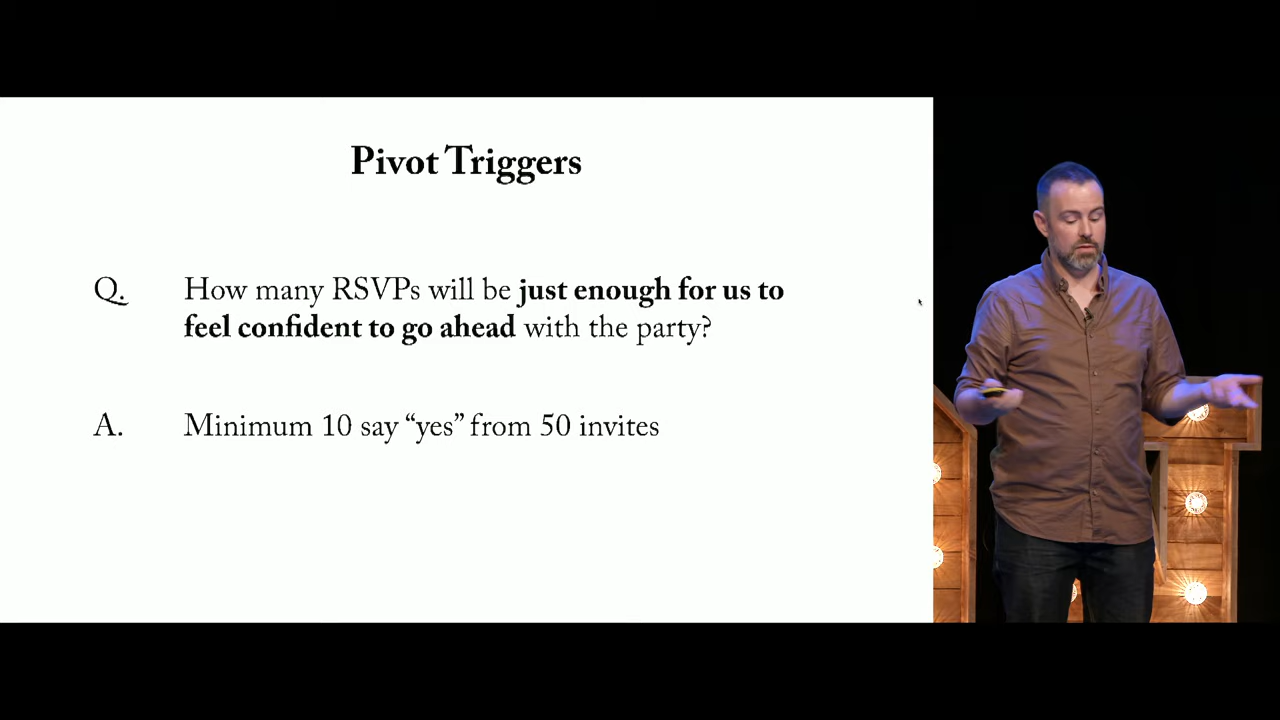 Pivot Triggers
Q. How many RSVPs will be just enough for us to
feel confident to go ahead with the party?
A. Minimum 10 say “yes” from 50 invites